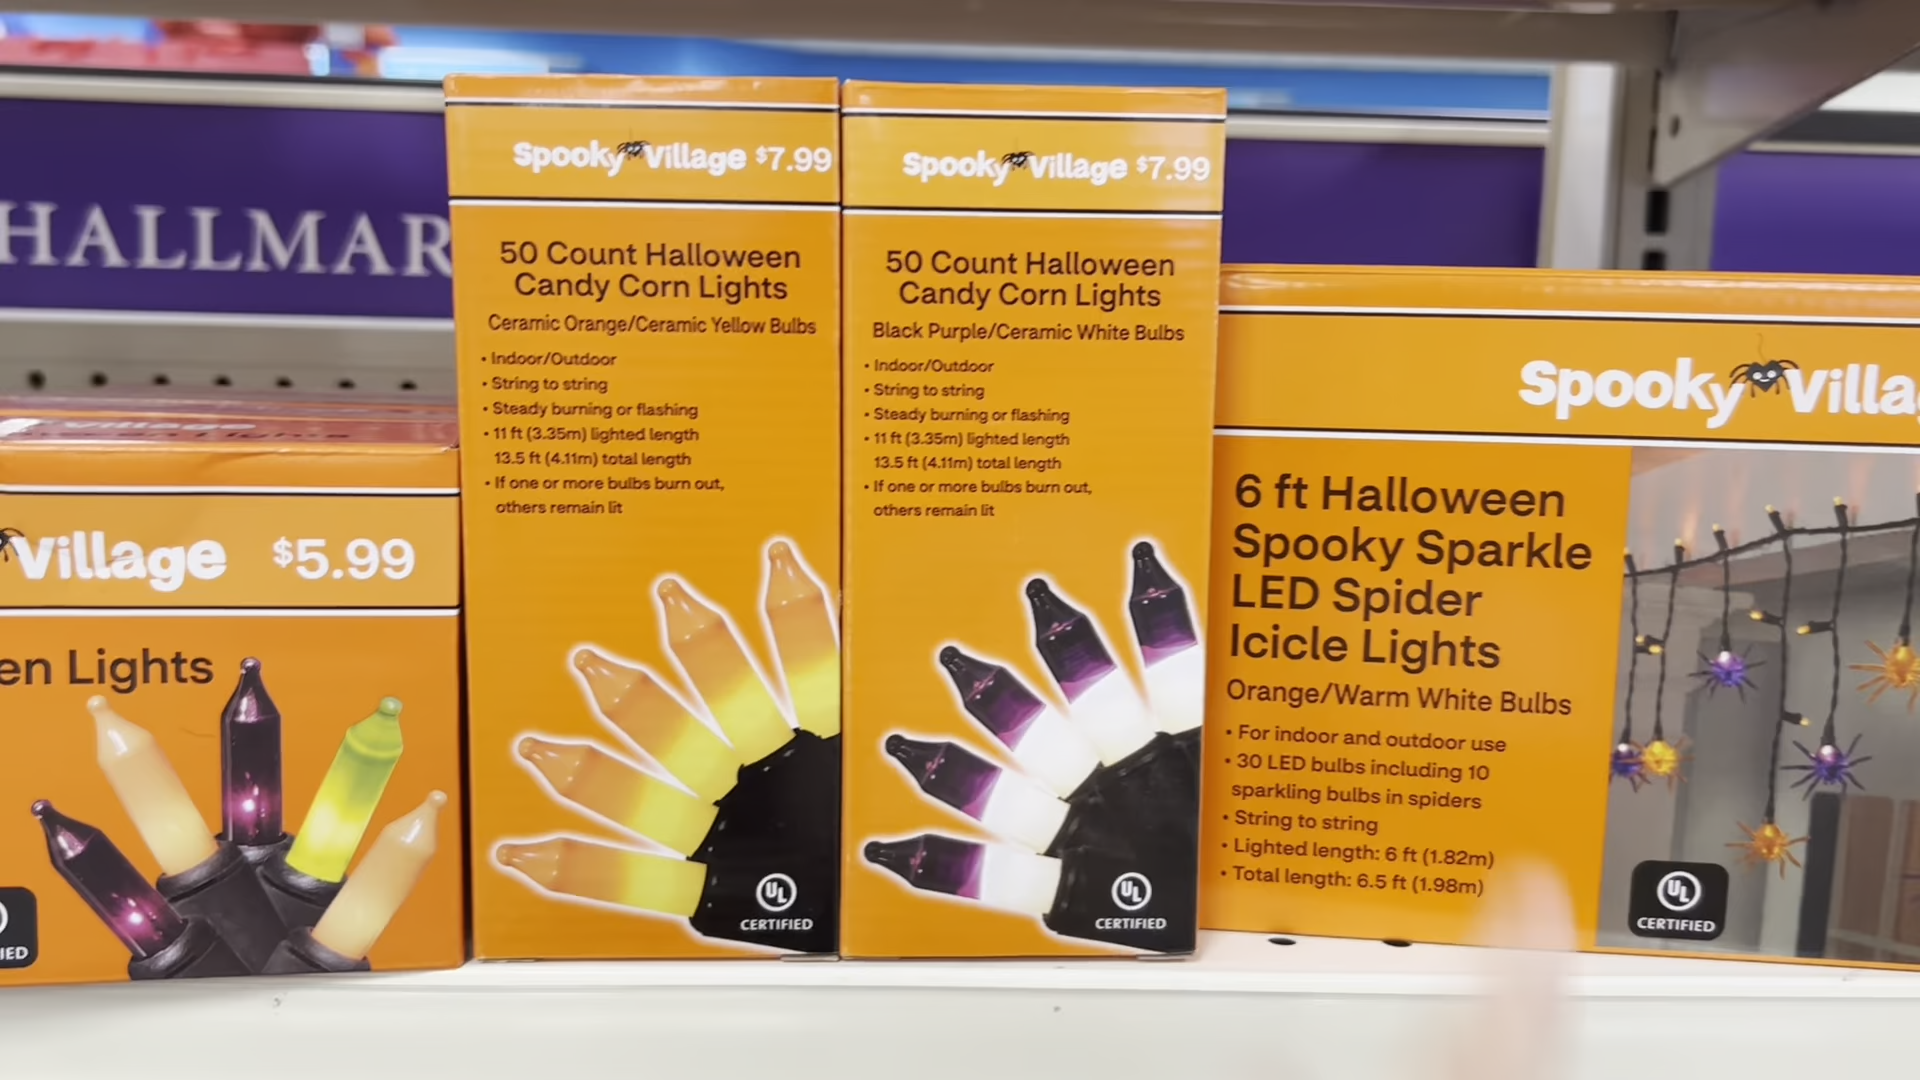 HALLMAR
Village $5.99
en Lights
IED
Spooky Village $7.99
50 Count Halloween
Candy Corn Lights
Ceramic Orange/Ceramic Yellow Bulbs
• Indoor/Outdoor
• String to string
• Steady burning or flashing
• 11 ft (3.35m) lighted length
13.5 ft (4.11m) total length
• If one or more bulbs burn out,
others remain lit
UL
CERTIFIED
Spooky Village $7.99
50 Count Halloween
Candy Corn Lights
Black Purple/Ceramic White Bulbs
• Indoor/Outdoor
• String to string
• Steady burning or flashing
• 11 ft (3.35m) lighted length
13.5 ft (4.11m) total length
• If one or more bulbs burn out,
others remain lit
UL
CERTIFIED
Spooky Villa
6 ft Halloween
Spooky Sparkle
LED Spider
Icicle Lights
Orange/Warm White Bulbs
• For indoor and outdoor use
• 30 LED bulbs including 10
sparkling bulbs in spiders
• String to string
• Lighted length: 6 ft (1.82m)
• Total length: 6.5 ft (1.98m)
UL
CERTIFIED